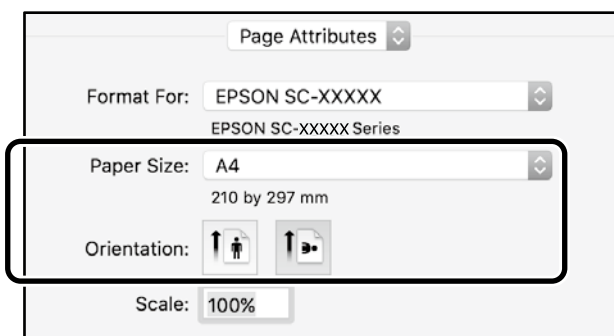 Page Attributes
Format For: EPSON SC-XXXXX
EPSON SC-XXXXX Series
Paper Size: A4
210 by 297 mm
Orientation:
Scale: 100%